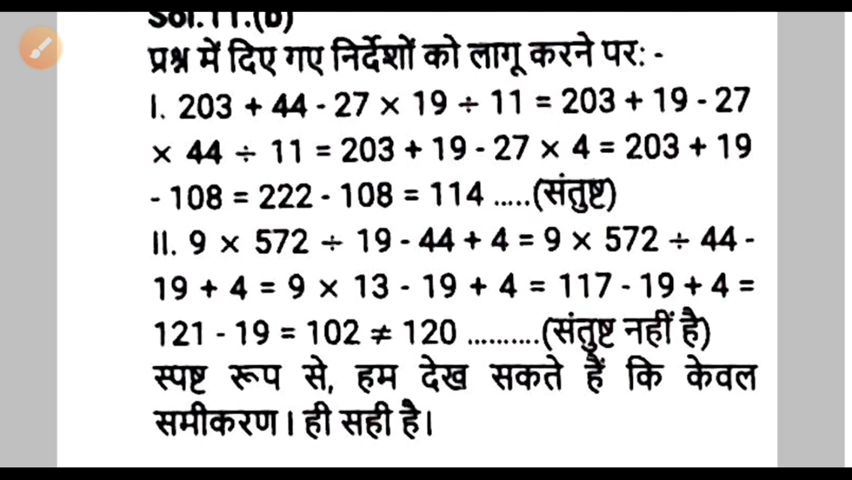 Sol.11.(b)
प्रश्न में दिए गए निर्देशों को लागू करने पर: -
I. 203 + 44 - 27 × 19 ÷ 11 = 203 + 19 - 27
× 44 ÷ 11 = 203 + 19 - 27 × 4 = 203 + 19
- 108 = 222 - 108 = 114 .....(संतुष्ट)
II. 9 × 572 ÷ 19 - 44 + 4 = 9 × 572 ÷ 44 -
19 + 4 = 9 × 13 - 19 + 4 = 117 - 19 + 4 =
121 - 19 = 102 ≠ 120 ..........(संतुष्ट नहीं है)
स्पष्ट रूप से, हम देख सकते हैं कि केवल
समीकरण I ही सही है।